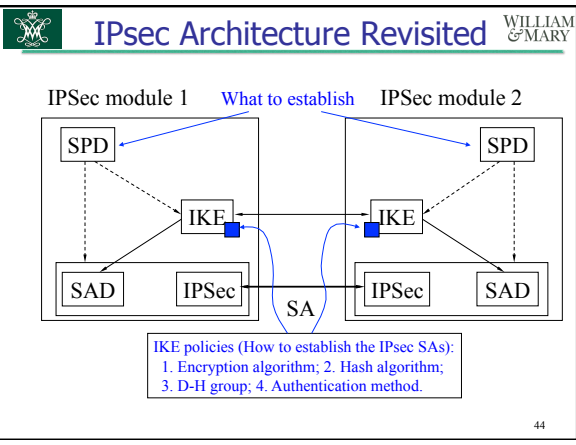 IPsec Architecture Revisited
WILLIAM
& MARY
IPSec module 1
What to establish
IPSec module 2
SPD
SPD
IKE
IKE
SAD
IPSec
SA
IPSec
SAD
IKE policies (How to establish the IPsec SAs):
1. Encryption algorithm; 2. Hash algorithm;
3. D-H group; 4. Authentication method.
44